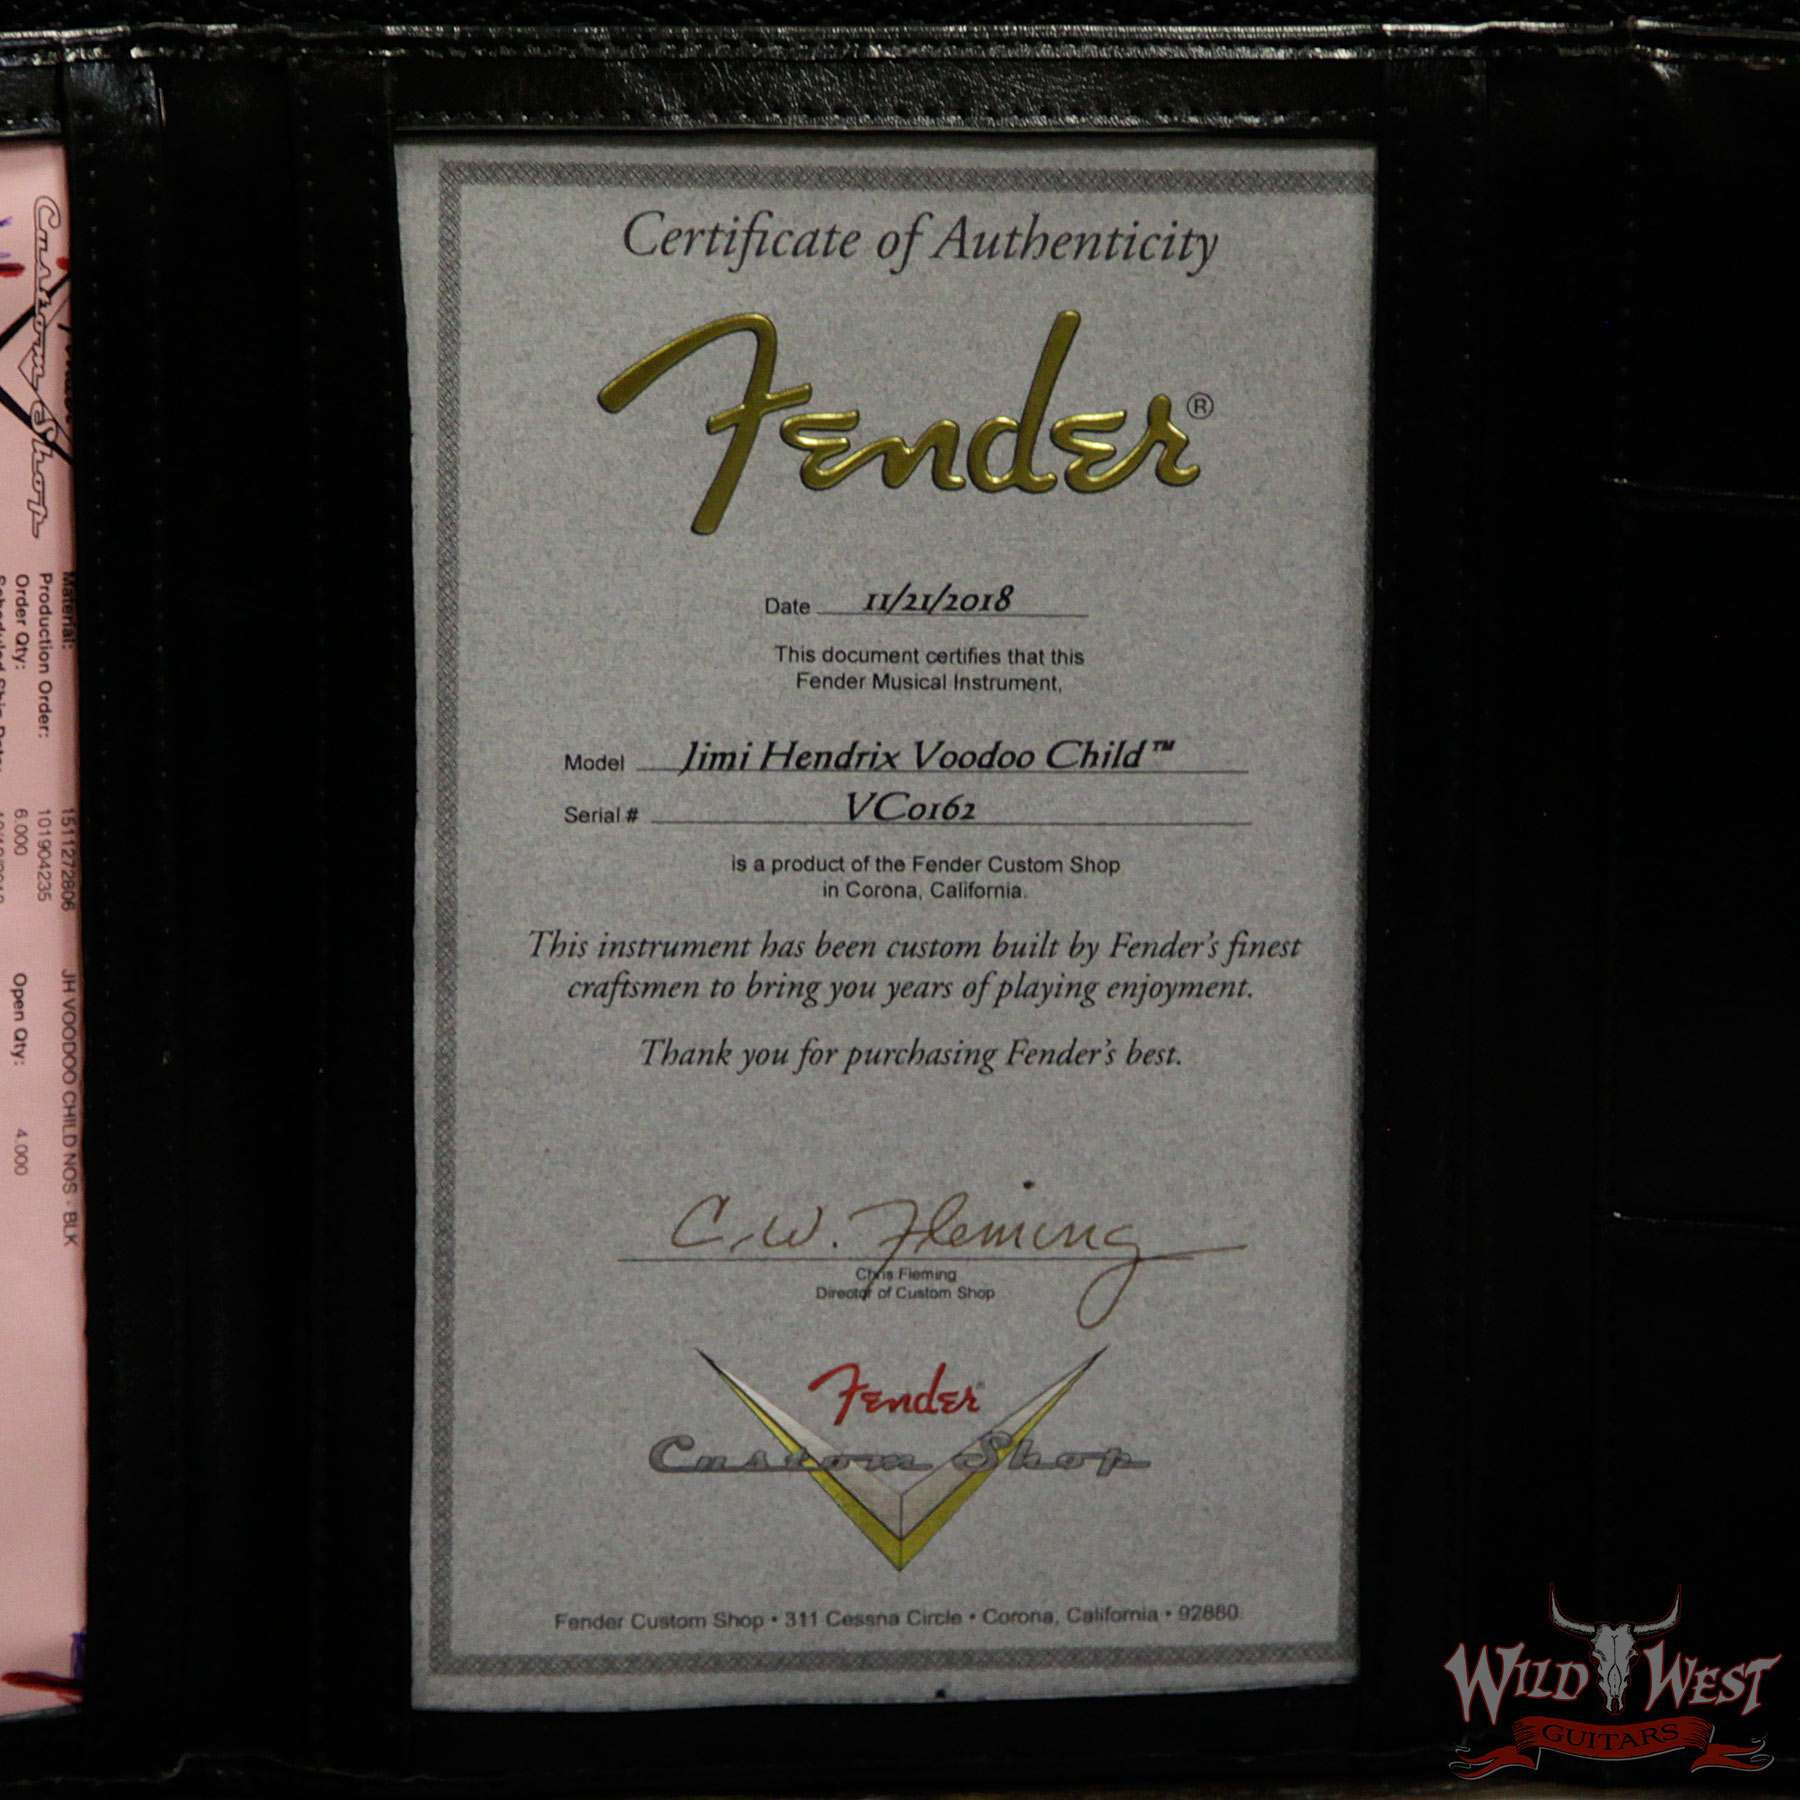 Certificate of Authenticity
Fender®
Date 11/21/2018
This document certifies that this
Fender Musical Instrument,
Model Jimi Hendrix Voodoo Child™
Serial # VC0162
is a product of the Fender Custom Shop
in Corona, California.
This instrument has been custom built by Fender's finest
craftsmen to bring you years of playing enjoyment.
Thank you for purchasing Fender's best.
C.W. Fleming
Chris Fleming
Director of Custom Shop
Fender®
Custom Shop
Fender Custom Shop • 311 Cessna Circle • Corona, California • 92880
Custom Shop
Material: 1511272806 JH VOODOO CHILD NOS - BLK
Production Order: 101904235
Order Qty: 6.000 Open Qty: 4.000
WILD WEST
GUITARS